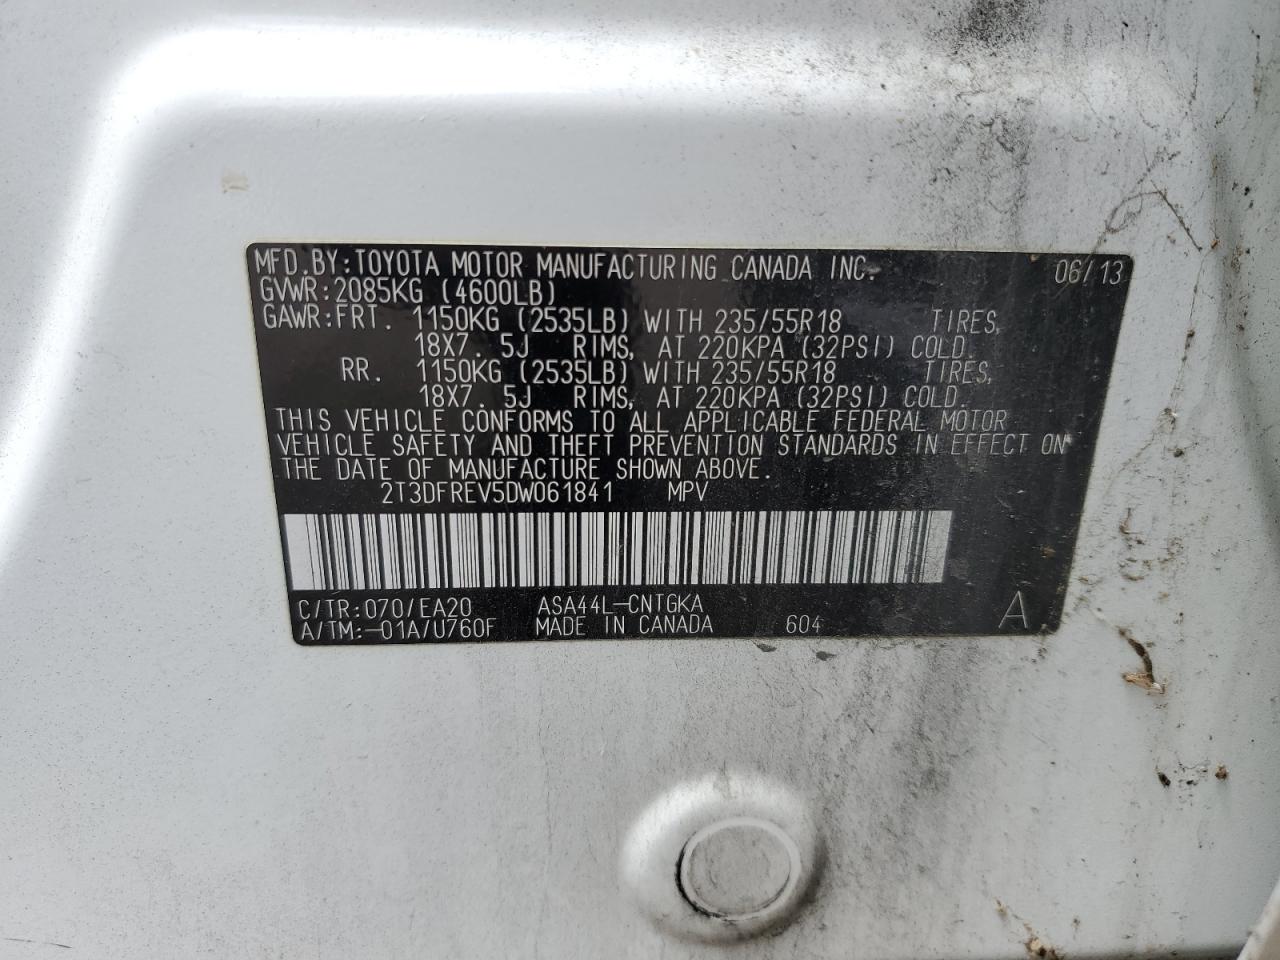 MFD.BY:TOYOTA MOTOR MANUFACTURING CANADA INC. 06/13
GVWR:2085KG (4600LB)
GAWR:FRT. 1150KG (2535LB) WITH 235/55R18 TIRES,
18X7.5J RIMS, AT 220KPA (32PSI) COLD.
RR. 1150KG (2535LB) WITH 235/55R18 TIRES,
18X7.5J RIMS, AT 220KPA (32PSI) COLD.
THIS VEHICLE CONFORMS TO ALL APPLICABLE FEDERAL MOTOR
VEHICLE SAFETY AND THEFT PREVENTION STANDARDS IN EFFECT ON
THE DATE OF MANUFACTURE SHOWN ABOVE.
2T3DFREV5DW061841 MPV
C/TR:070/EA20 ASA44L-CNTGKA
A/TM:-01A/U760F MADE IN CANADA 604 A